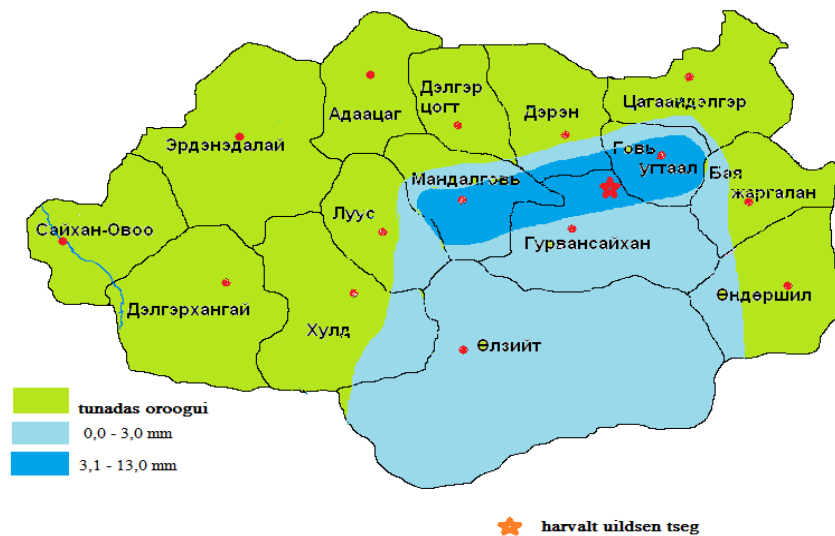 Дэлгэр
цогт
Адаацаг
Дэрэн
Цагаандэлгэр
Эрдэнэдалай
Говь
угтаал
Мандалговь
Бая
жаргалан
Луус
Сайхан-Овоо
Гурвансайхан
Дэлгэрхангай
Хулд
Өндөршил
Өлзийт
tunadas oroogui
0,0 - 3,0 mm
3,1 - 13,0 mm
harvalt uildsen tseg